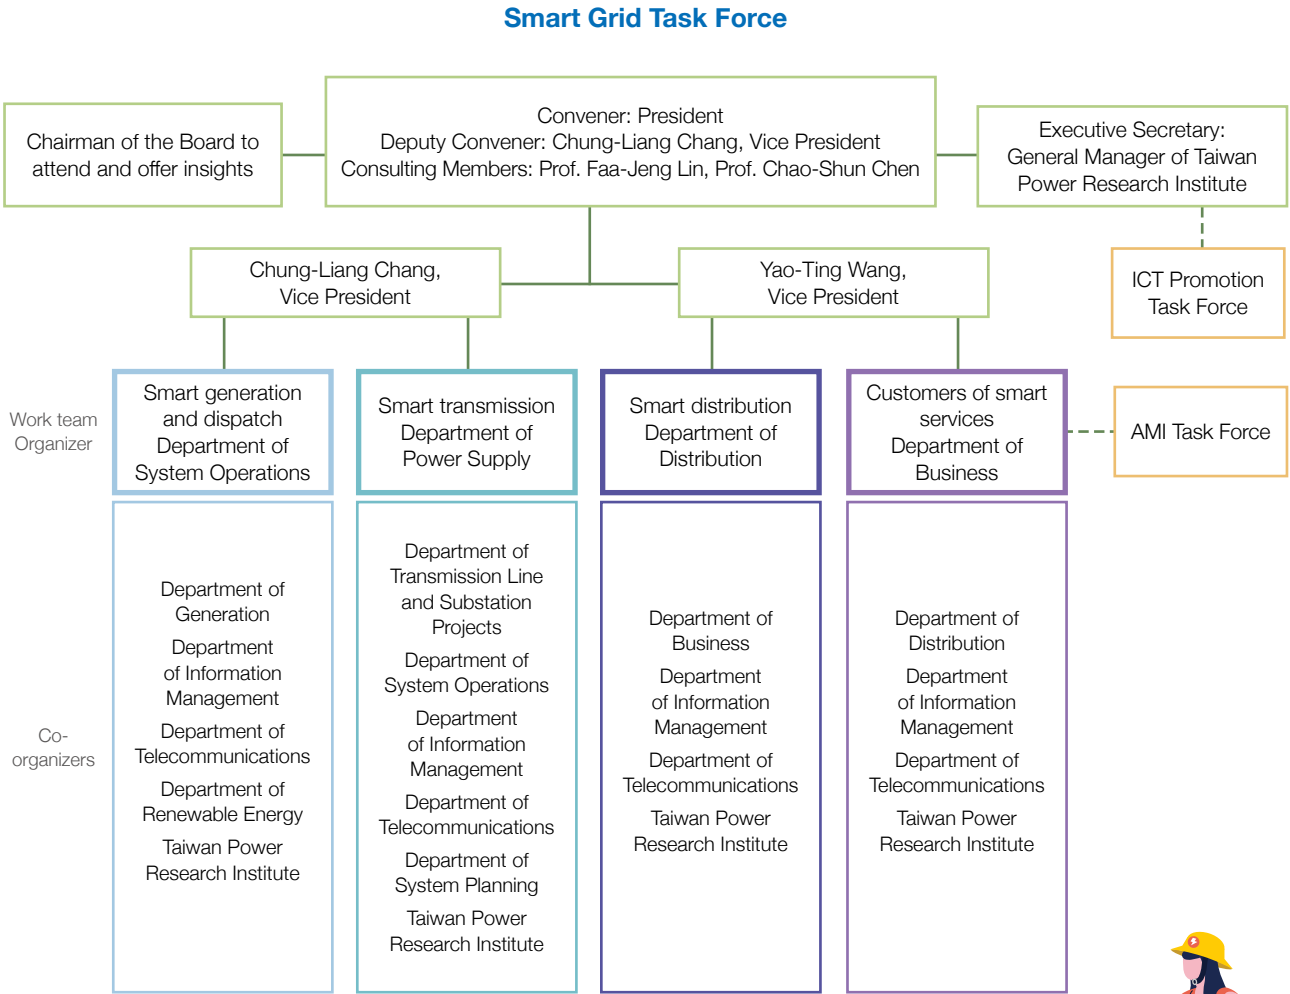 Smart Grid Task Force
Chairman of the Board to
attend and offer insights
Convener: President
Deputy Convener: Chung-Liang Chang, Vice President
Consulting Members: Prof. Faa-Jeng Lin, Prof. Chao-Shun Chen
Executive Secretary:
General Manager of Taiwan
Power Research Institute
Chung-Liang Chang,
Vice President
Yao-Ting Wang,
Vice President
ICT Promotion
Task Force
Work team
Organizer
Smart generation
and dispatch
Department of
System Operations
Smart transmission
Department of
Power Supply
Smart distribution
Department of
Distribution
Customers of smart
services
Department of
Business
AMI Task Force
Co-
organizers
Department of
Generation
Department
of Information
Management
Department of
Telecommunications
Department of
Renewable Energy
Taiwan Power
Research Institute
Department of
Transmission Line
and Substation
Projects
Department of
System Operations
Department
of Information
Management
Department of
Telecommunications
Department of
System Planning
Taiwan Power
Research Institute
Department of
Business
Department
of Information
Management
Department of
Telecommunications
Taiwan Power
Research Institute
Department of
Distribution
Department
of Information
Management
Department of
Telecommunications
Taiwan Power
Research Institute